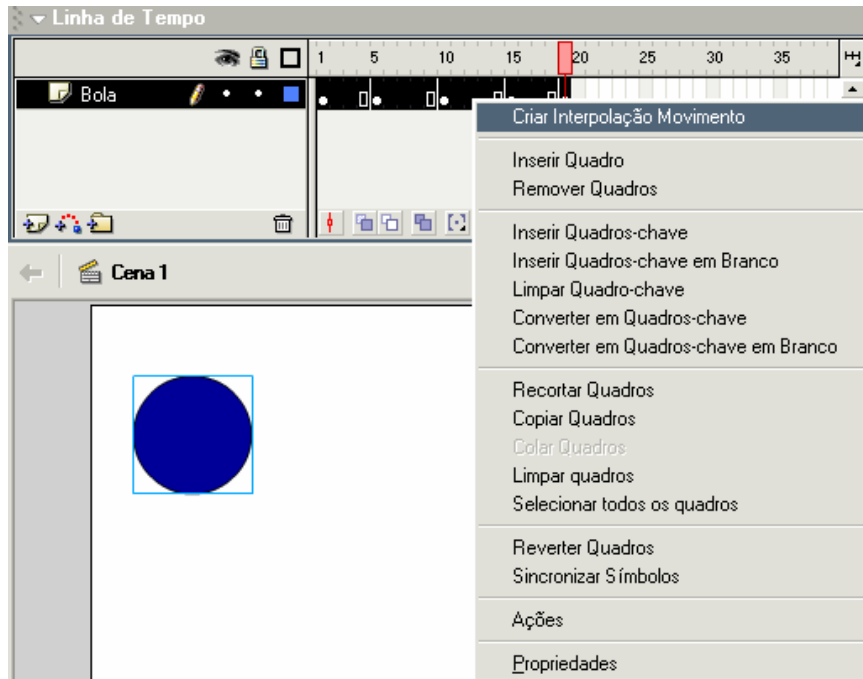 Linha de Tempo
1 5 10 15 20 25 30 35
Bola
Criar Interpolação Movimento
Inserir Quadro
Remover Quadros
Inserir Quadros-chave
Inserir Quadros-chave em Branco
Limpar Quadro-chave
Converter em Quadros-chave
Converter em Quadros-chave em Branco
Recortar Quadros
Copiar Quadros
Colar Quadros
Limpar quadros
Selecionar todos os quadros
Reverter Quadros
Sincronizar Símbolos
Ações
Propriedades
Cena 1